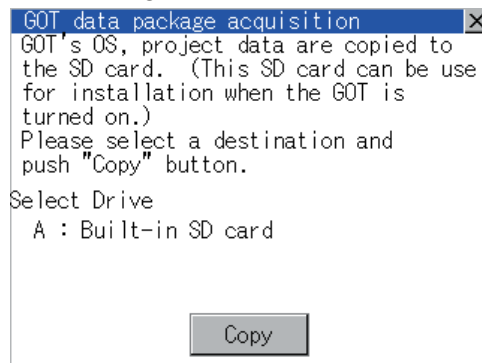 GOT data package acquisition
GOT's OS, project data are copied to
the SD card. (This SD card can be use
for installation when the GOT is
turned on.)
Please select a destination and
push "Copy" button.
Select Drive
A : Built-in SD card
Copy